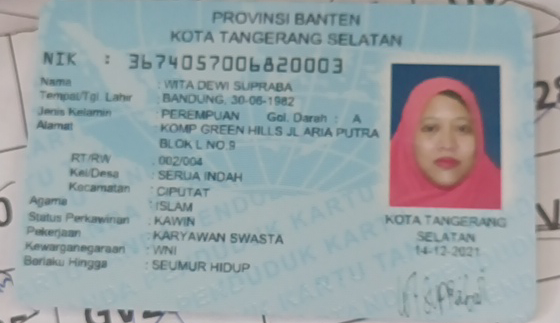 PROVINSI BANTEN
KOTA TANGERANG SELATAN
NIK : 3674057006820003
Nama : WITA DEWI SUPRABA
Tempat/Tgl Lahir : BANDUNG, 30-06-1982
Jenis Kelamin : PEREMPUAN Gol. Darah : A
Alamat : KOMP GREEN HILLS JL ARIA PUTRA
BLOK L NO.9
RT/RW : 002/004
Kel/Desa : SERUA INDAH
Kecamatan : CIPUTAT
Agama : ISLAM
Status Perkawinan : KAWIN
Pekerjaan : KARYAWAN SWASTA
Kewarganegaraan : WNI
Berlaku Hingga : SEUMUR HIDUP
KOTA TANGERANG
SELATAN
14-12-2021